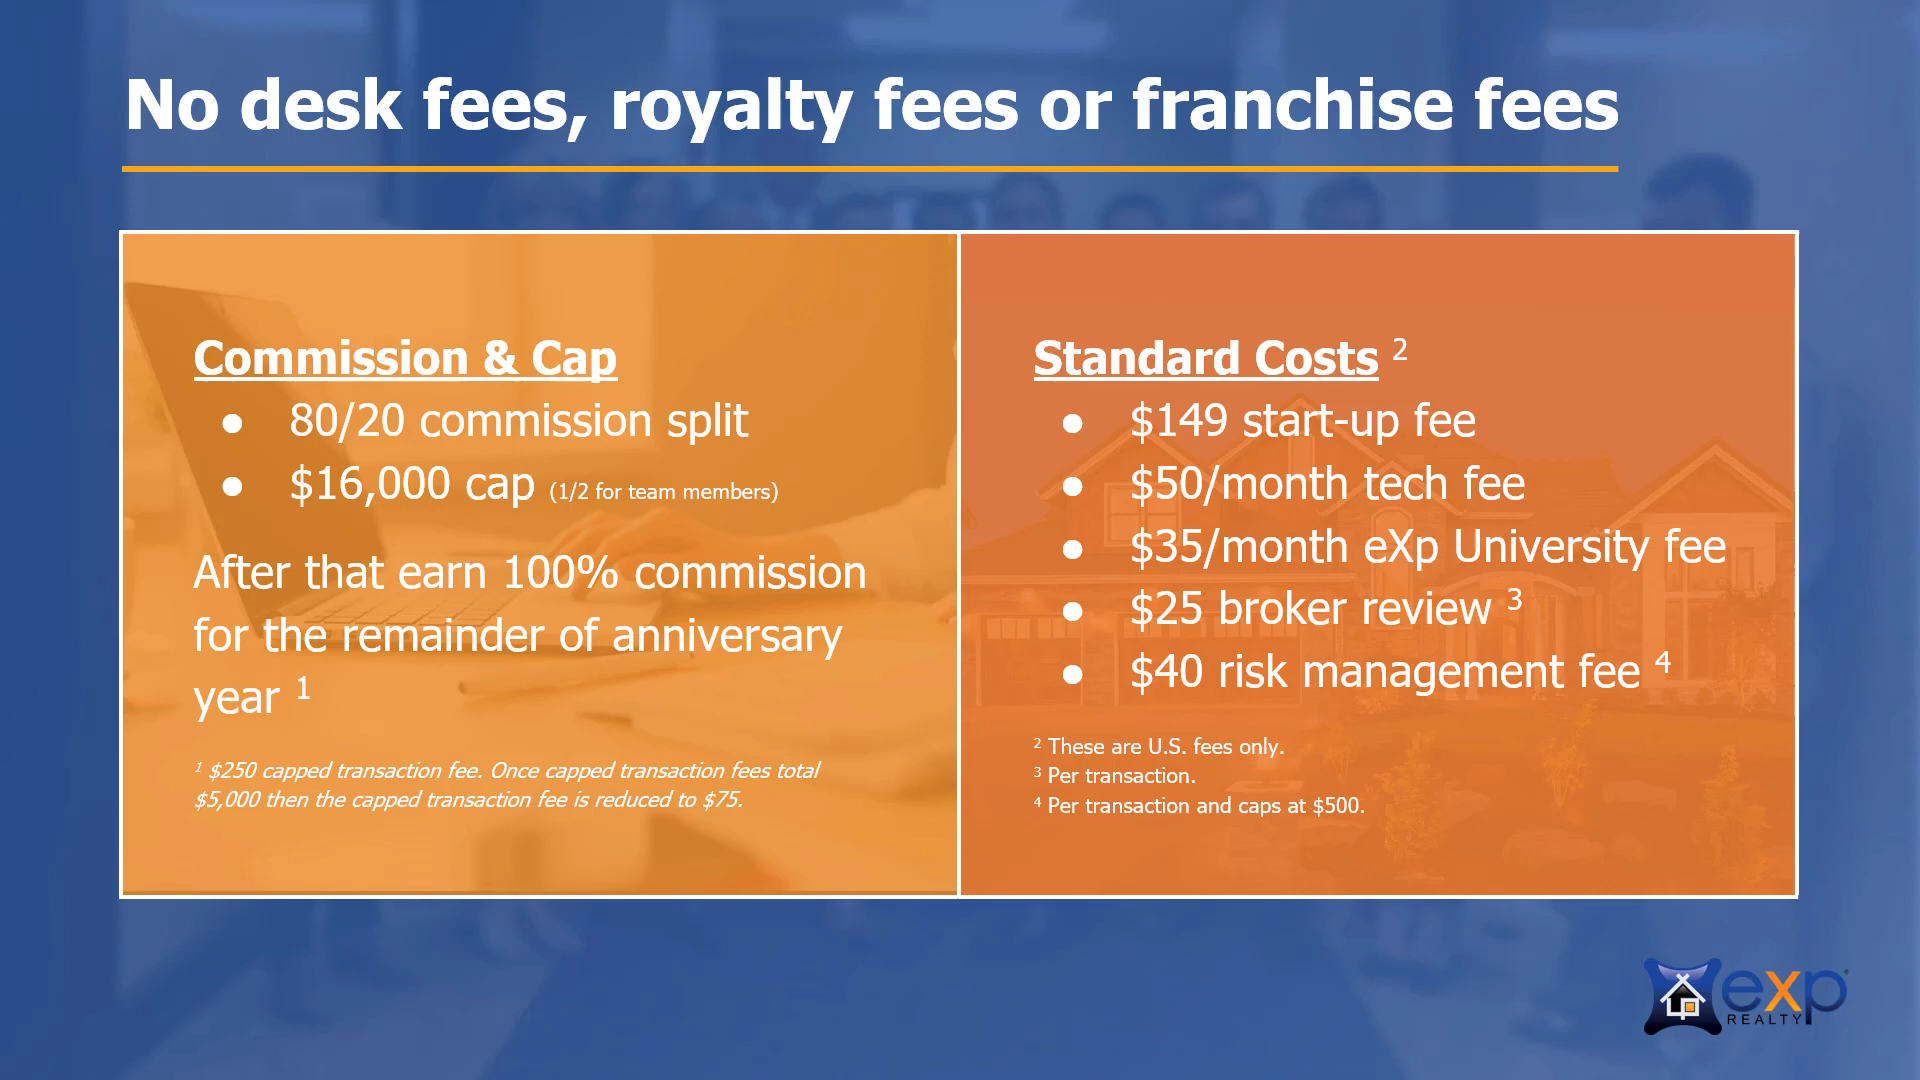 No desk fees, royalty fees or franchise fees
Commission & Cap
● 80/20 commission split
● $16,000 cap (1/2 for team members)
After that earn 100% commission
for the remainder of anniversary
year ¹
¹ $250 capped transaction fee. Once capped transaction fees total
$5,000 then the capped transaction fee is reduced to $75.
Standard Costs ²
● $149 start-up fee
● $50/month tech fee
● $35/month eXp University fee
● $25 broker review ³
● $40 risk management fee ⁴
² These are U.S. fees only.
³ Per transaction.
⁴ Per transaction and caps at $500.
exp
REALTY